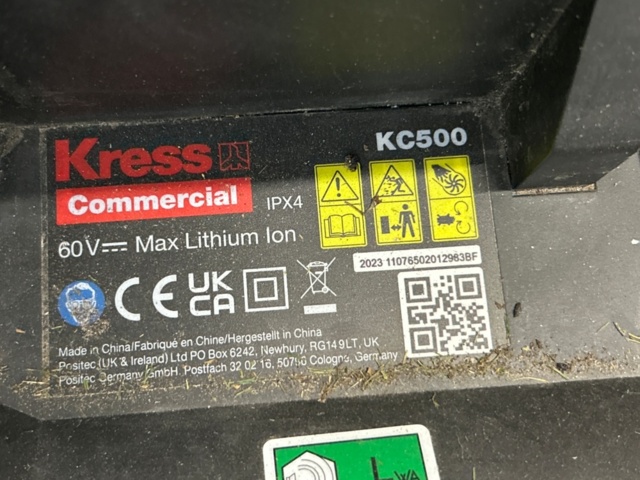 Kress
KC500
Commercial
IPX4
60V Max Lithium Ion
2023 11076502012983BF
CE UK CA
Made in China/Fabriqué en Chine/Hergestellt in China
Positec (UK & Ireland) Ltd PO Box 6242, Newbury, RG14 9LT, UK
Positec Germany GmbH. Postfach 32 02 16, 50796 Cologne, Germany
WA